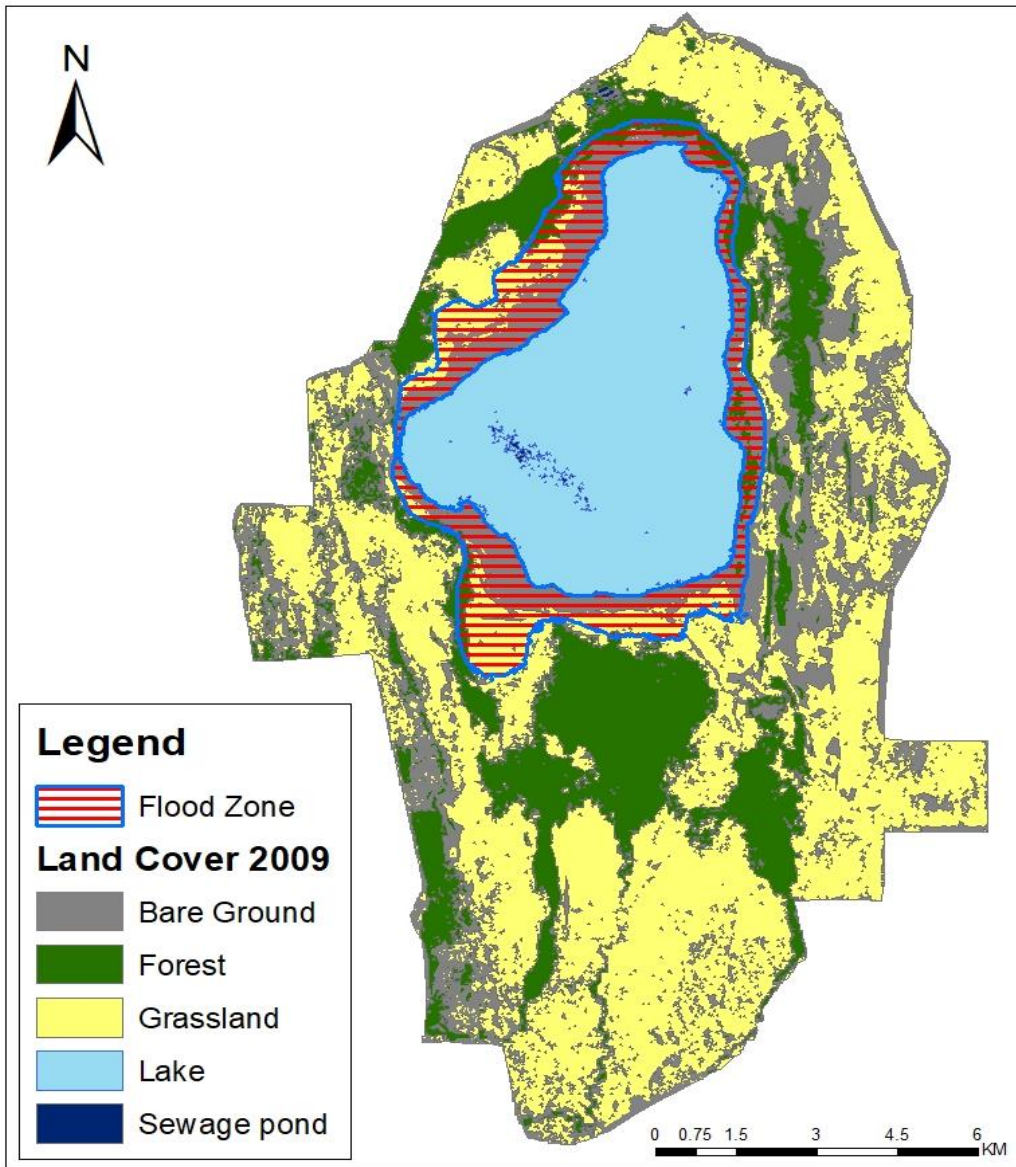 N
Legend
Flood Zone
Land Cover 2009
Bare Ground
Forest
Grassland
Lake
Sewage pond
0 0.75 1.5 3 4.5 6
KM